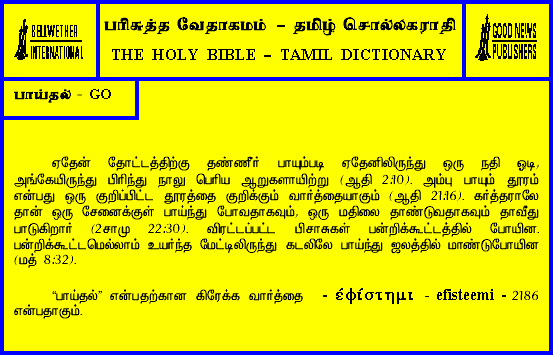 BELLWETHER
INTERNATIONAL
பரிசுத்த வேதாகமம் – தமிழ் சொல்லகராதி
THE HOLY BIBLE – TAMIL DICTIONARY
GOOD NEWS
PUBLISHERS
பாய்தல் - GO
ஏதேன் தோட்டத்திற்கு தண்ணீர் பாயும்படி ஏதேனிலிருந்து ஒரு நதி ஓடி,
அங்கேயிருந்து பிரிந்து நாலு பெரிய ஆறுகளாயிற்று (ஆதி 2:10). அம்பு பாயும் தூரம்
என்பது ஒரு குறிப்பிட்ட தூரத்தை குறிக்கும் வார்த்தையாகும் (ஆதி 21:16). கர்த்தராலே
தான் ஒரு சேனைக்குள் பாய்ந்து போவதாகவும், ஒரு மதிலை தாண்டுவதாகவும் தாவீது
பாடுகிறார் (2சாமு 22:30). விரட்டப்பட்ட பிசாசுகள் பன்றிக்கூட்டத்தில் போயின.
பன்றிக்கூட்டமெல்லாம் உயர்ந்த மேட்டிலிருந்து கடலிலே பாய்ந்து ஜலத்தில் மாண்டுபோயின
(மத் 8:32).
“பாய்தல்” என்பதற்கான கிரேக்க வார்த்தை - έφίστημι - efisteemi - 2186
என்பதாகும்.